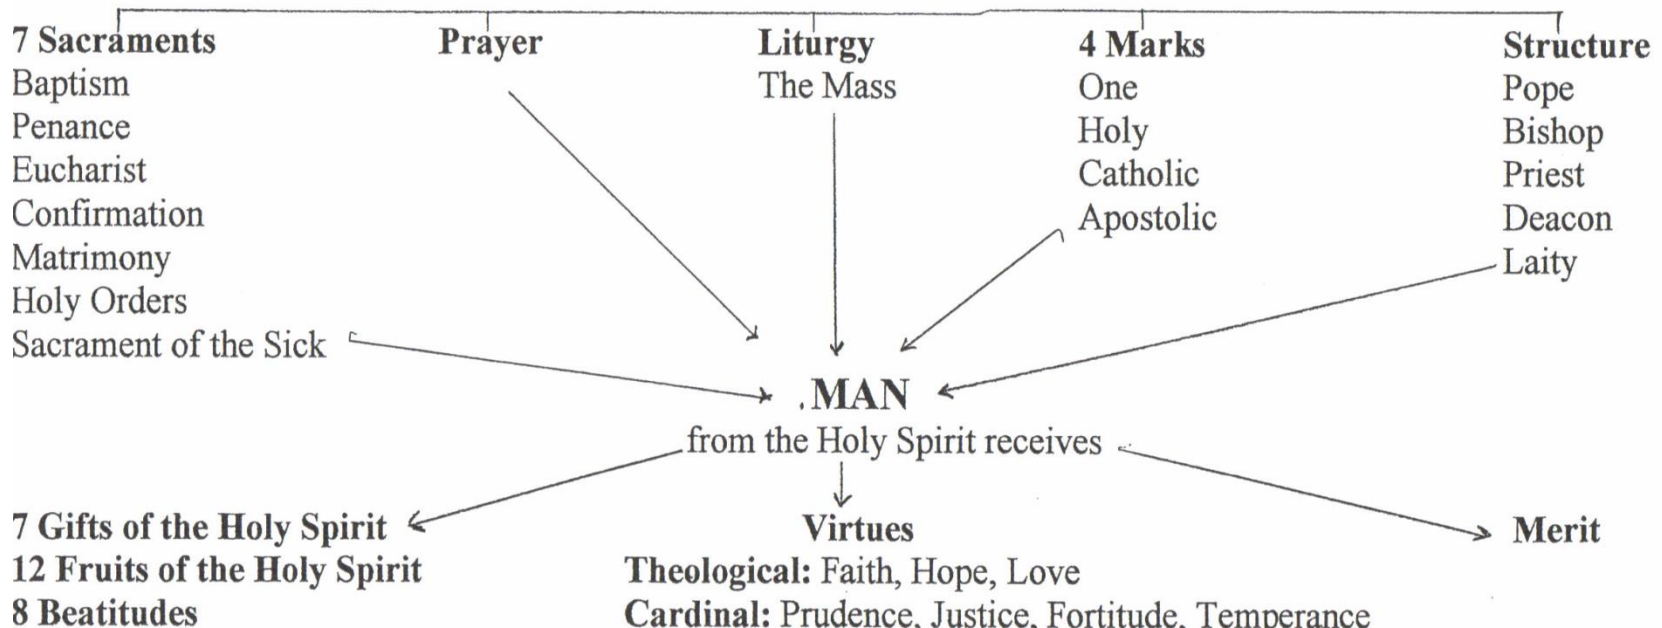 7 Sacraments
Baptism
Penance
Eucharist
Confirmation
Matrimony
Holy Orders
Sacrament of the Sick
Prayer
Liturgy
The Mass
4 Marks
One
Holy
Catholic
Apostolic
Structure
Pope
Bishop
Priest
Deacon
Laity
.MAN
from the Holy Spirit receives
7 Gifts of the Holy Spirit
12 Fruits of the Holy Spirit
8 Beatitudes
Virtues
Theological: Faith, Hope, Love
Cardinal: Prudence, Justice, Fortitude, Temperance
Merit